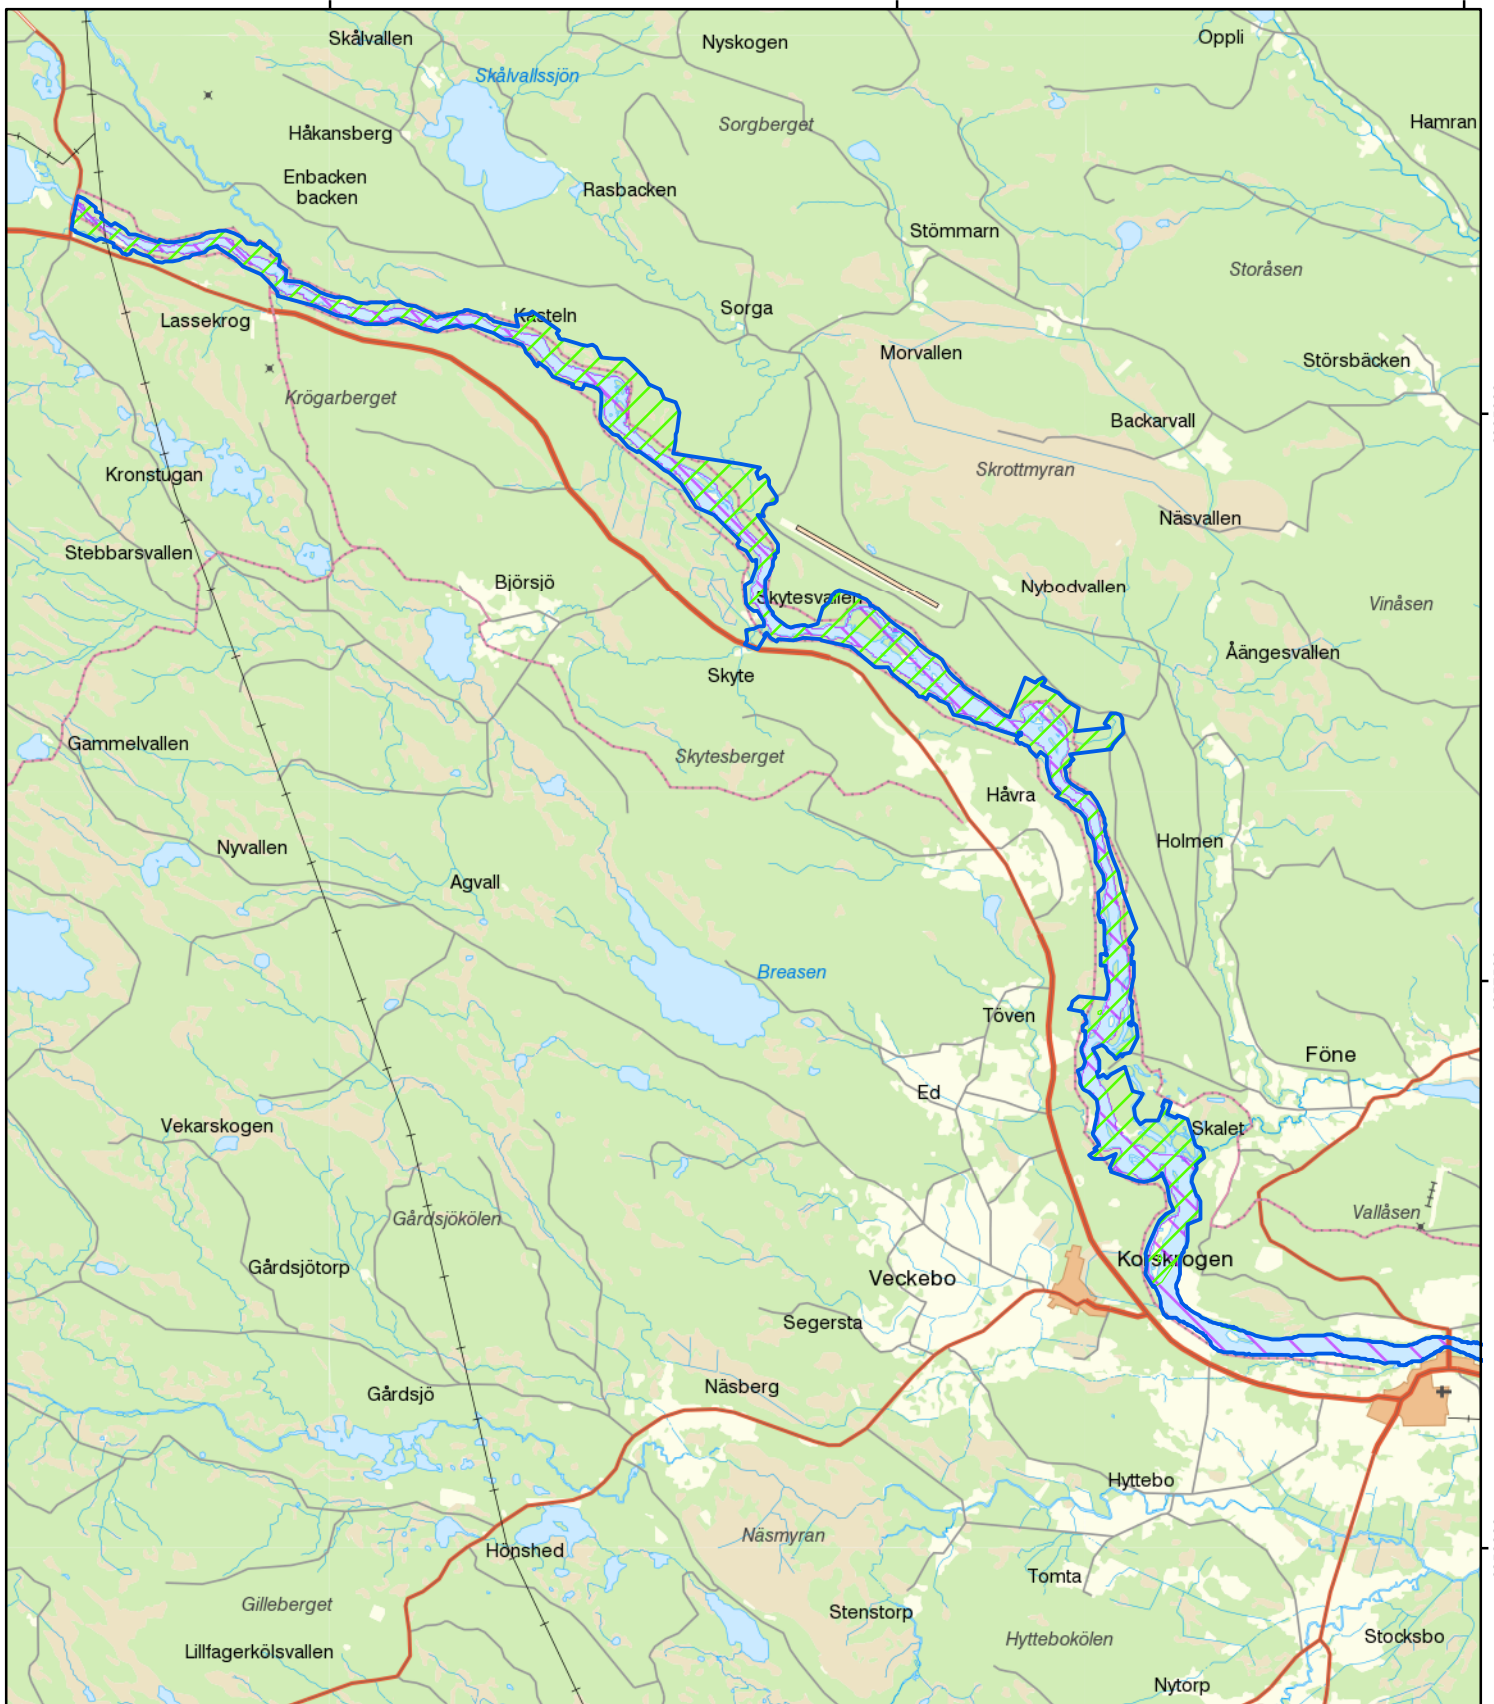 Skålvallen
Nyskogen
Oppli
Skålvallssjön
Håkansberg
Sorgberget
Hamran
Enbacken
backen
Rasbacken
Stömmarn
Storåsen
Lassekrog
Kasteln
Sorga
Morvallen
Störsbäcken
Krögarberget
Backarvall
Kronstugan
Skrottmyran
Näsvallen
Stebbarsvallen
Björsjö
Skytesvallen
Nybodvallen
Vinåsen
Åängesvallen
Skyte
Gammelvallen
Skytesberget
Håvra
Holmen
Nyvallen
Agvall
Breasen
Töven
Föne
Ed
Vekarskogen
Skalet
Gårdsjökölen
Vallåsen
Gårdsjötorp
Korskrogen
Veckebo
Segersta
Gårdsjö
Näsberg
Hyttebo
Näsmyran
Hönshed
Tomta
Gilleberget
Stenstorp
Hyttebokölen
Stocksbo
Lillfagerkölsvallen
Nytorp